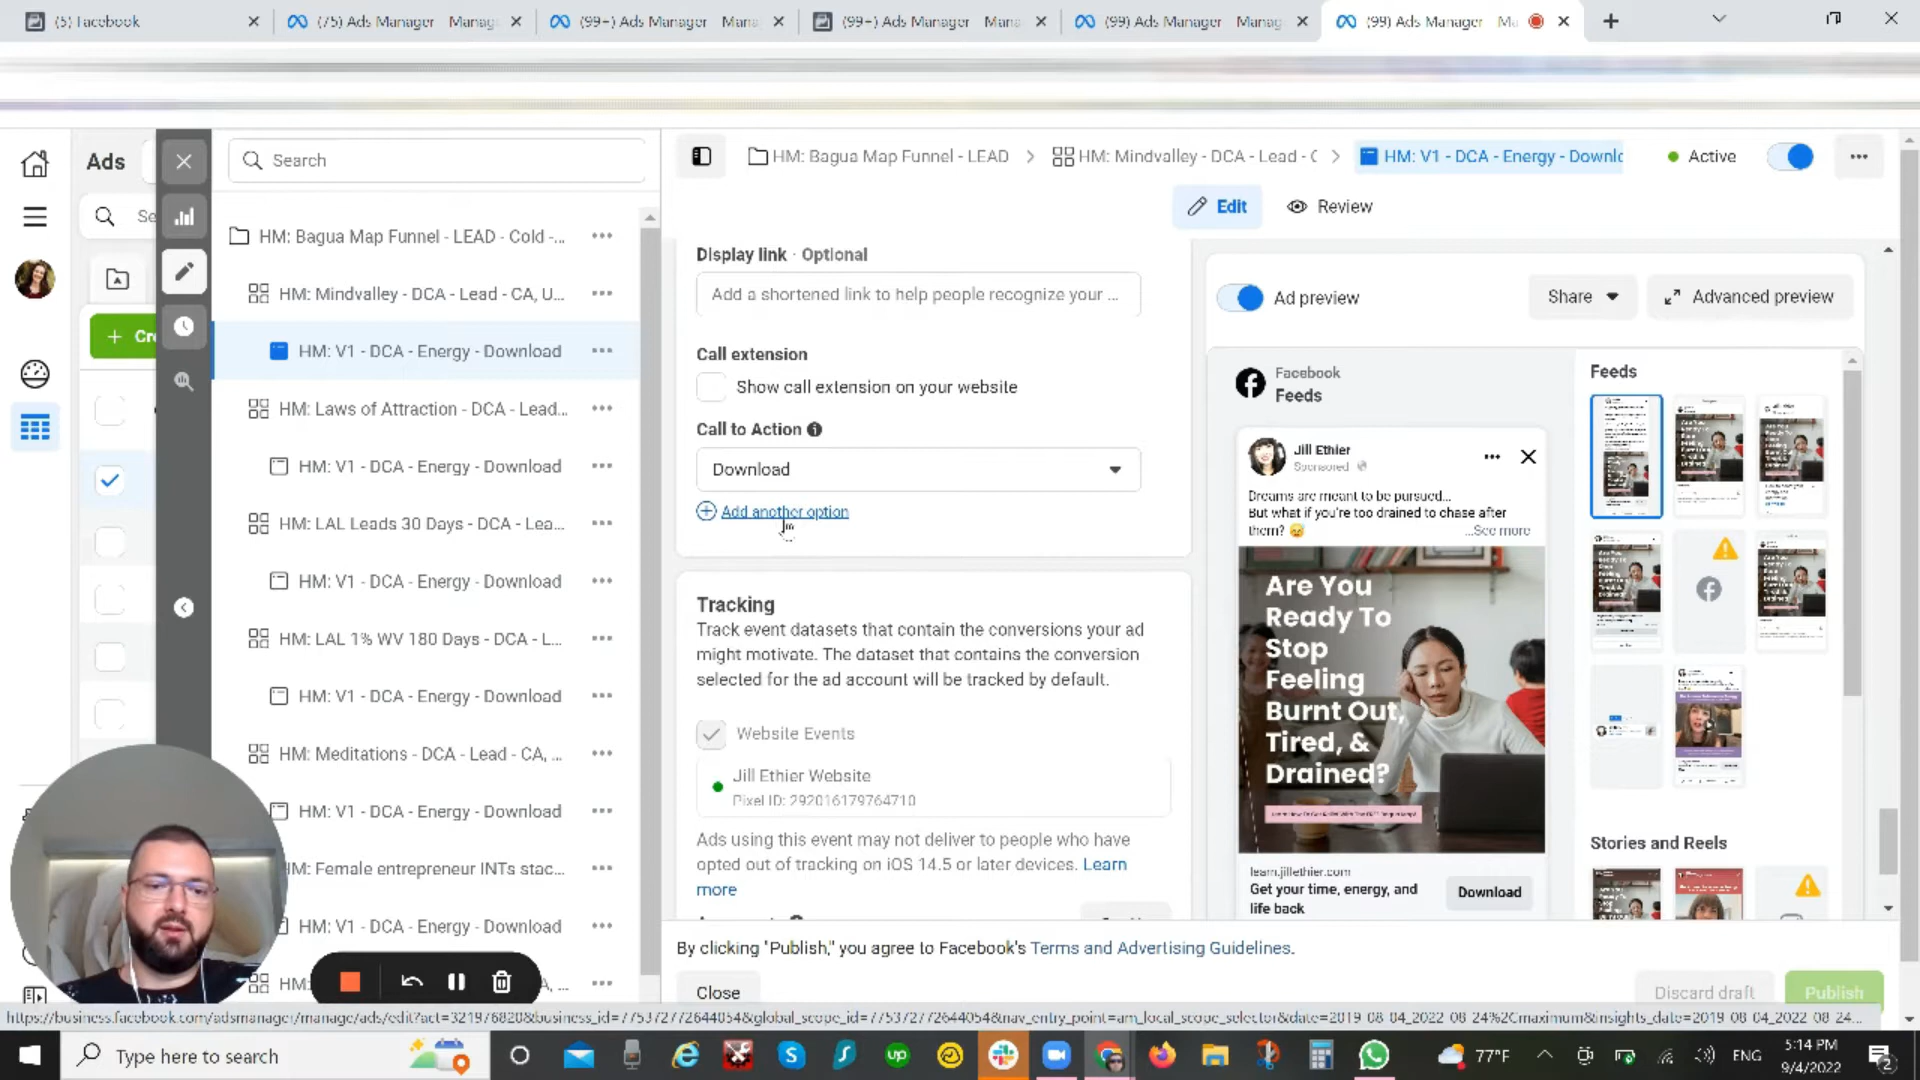 (5) Facebook
(75) Ads Manager
(99+) Ads Manager
(99+) Ads Manager
(99) Ads Manager
(99) Ads Manager
Ads
Search
HM: Bagua Map Funnel - LEAD
HM: Mindvalley - DCA - Lead - C
HM: V1 - DCA - Energy - Downlo
Active
Edit
Review
HM: Bagua Map Funnel - LEAD - Cold -...
HM: Mindvalley - DCA - Lead - CA, U...
HM: V1 - DCA - Energy - Download
HM: Laws of Attraction - DCA - Lead...
HM: V1 - DCA - Energy - Download
HM: LAL Leads 30 Days - DCA - Lea...
HM: V1 - DCA - Energy - Download
HM: LAL 1% WV 180 Days - DCA - L...
HM: V1 - DCA - Energy - Download
HM: Meditations - DCA - Lead - CA, ...
HM: V1 - DCA - Energy - Download
HM: Female entrepreneur INTs stac...
HM: V1 - DCA - Energy - Download
HM:
Display link · Optional
Add a shortened link to help people recognize your ...
Call extension
Show call extension on your website
Call to Action
Download
Add another option
Tracking
Track event datasets that contain the conversions your ad
might motivate. The dataset that contains the conversion
selected for the ad account will be tracked by default.
Website Events
Jill Ethier Website
Pixel ID: 292016179764710
Ads using this event may not deliver to people who have
opted out of tracking on iOS 14.5 or later devices. Learn
more
Ad preview
Share
Advanced preview
Facebook
Feeds
Jill Ethier
Sponsored
Dreams are meant to be pursued...
But what if you're too drained to chase after
them? 😴 ...See more
Are You
Ready To
Stop
Feeling
Burnt Out,
Tired, &
Drained?
learn.jillethier.com
Get your time, energy, and
life back
Download
Feeds
Stories and Reels
By clicking "Publish," you agree to Facebook's Terms and Advertising Guidelines.
Close
Discard draft
Publish
Type here to search
77°F
ENG
5:14 PM
9/4/2022
2